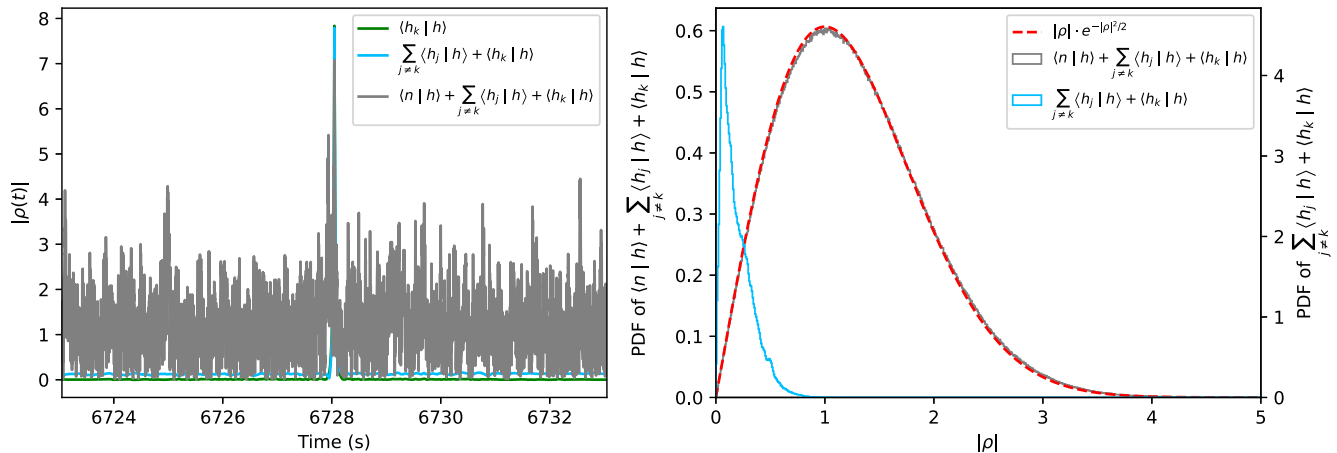 |ρ(t)|
8
7
6
5
4
3
2
1
0
⟨h_k | h⟩
∑_{j≠k} ⟨h_j | h⟩ + ⟨h_k | h⟩
⟨n | h⟩ + ∑_{j≠k} ⟨h_j | h⟩ + ⟨h_k | h⟩
6724 6726 6728 6730 6732
Time (s)
PDF of ⟨n | h⟩ + ∑_{j≠k} ⟨h_j | h⟩ + ⟨h_k | h⟩
0.6
0.5
0.4
0.3
0.2
0.1
0.0
|ρ| · e^{-|ρ|²/2}
⟨n | h⟩ + ∑_{j≠k} ⟨h_j | h⟩ + ⟨h_k | h⟩
∑_{j≠k} ⟨h_j | h⟩ + ⟨h_k | h⟩
0 1 2 3 4 5
|ρ|
4
3
2
1
0
PDF of ∑_{j≠k} ⟨h_j | h⟩ + ⟨h_k | h⟩